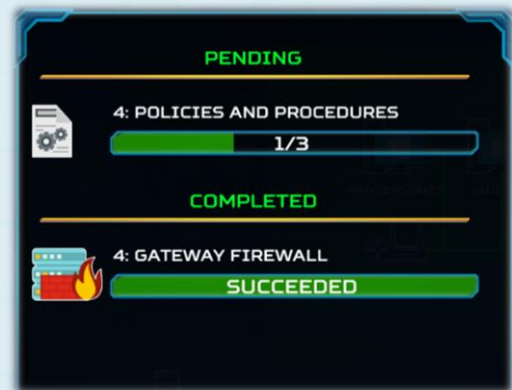 PENDING
4: POLICIES AND PROCEDURES
1/3
COMPLETED
4: GATEWAY FIREWALL
SUCCEEDED